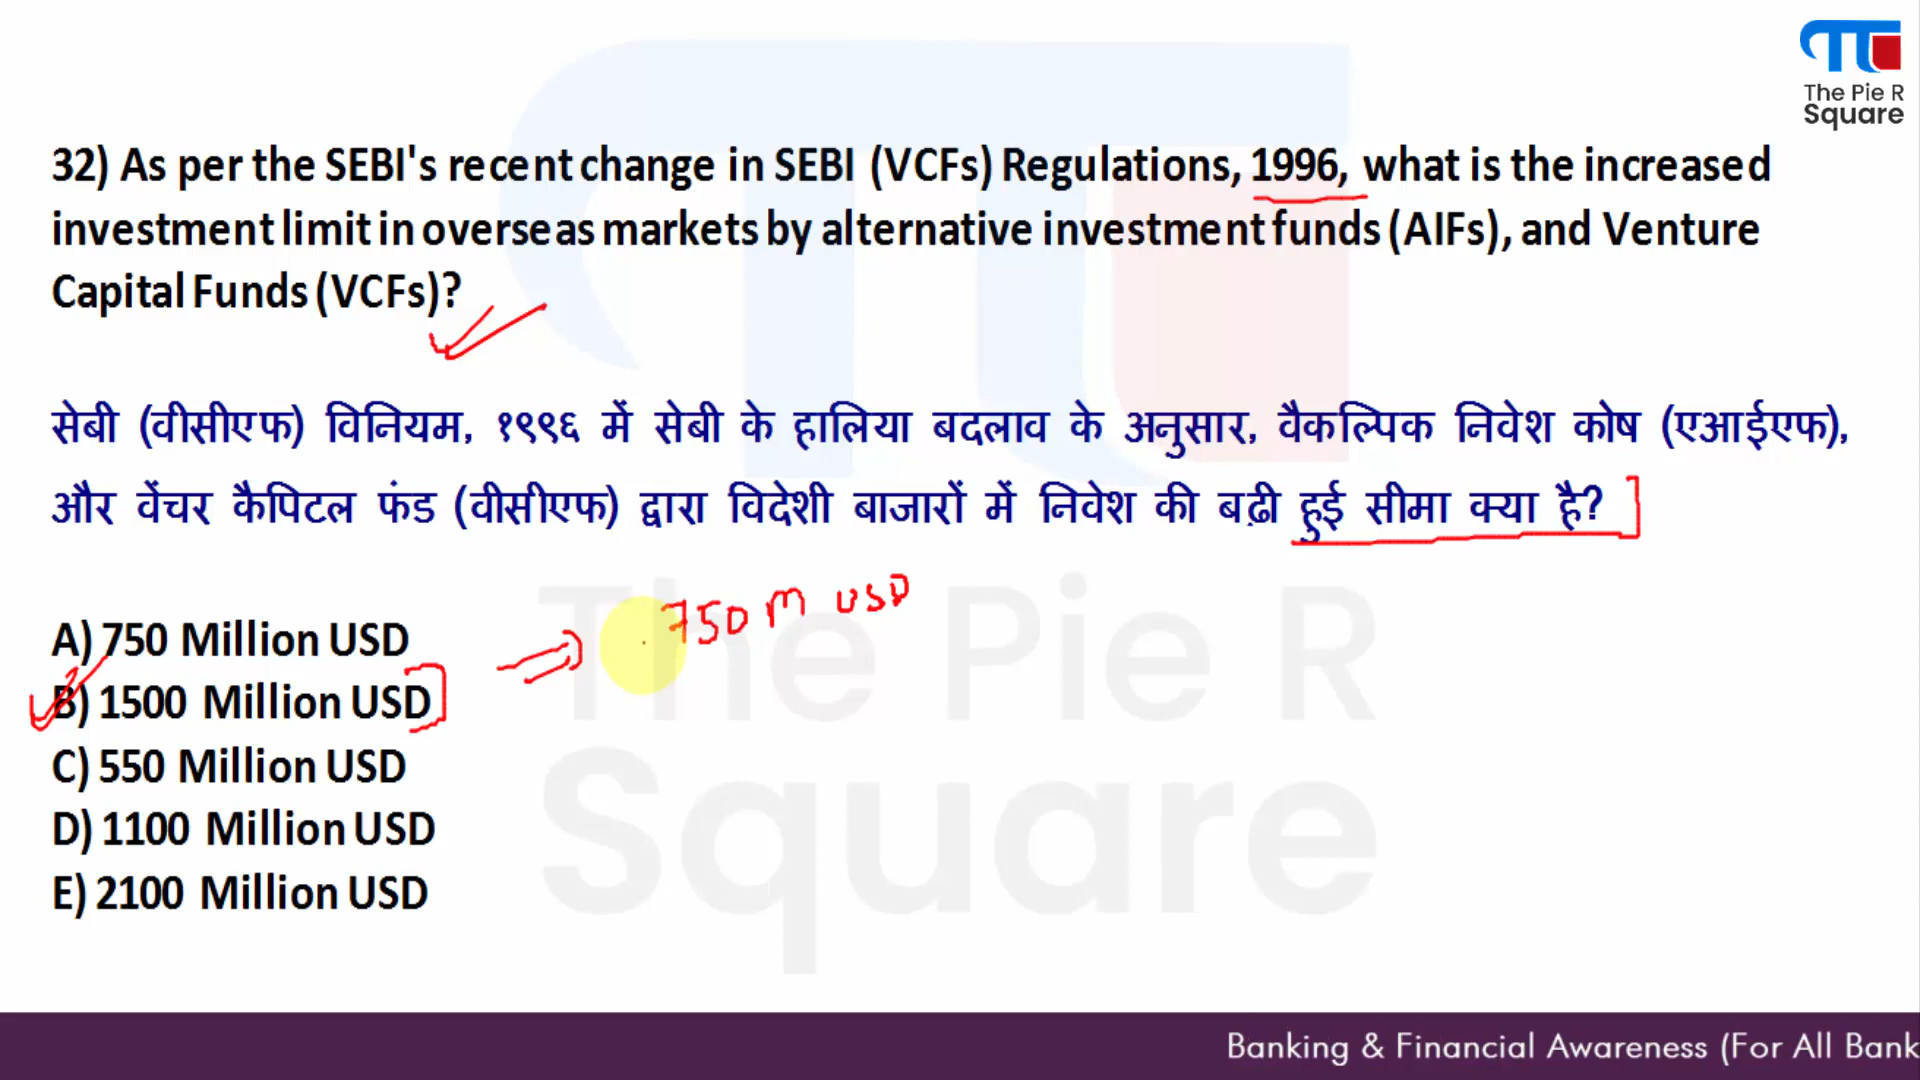 The Pie R
Square
32) As per the SEBI's recent change in SEBI (VCFs) Regulations, 1996, what is the increased
investment limit in overseas markets by alternative investment funds (AIFs), and Venture
Capital Funds (VCFs)?
सेबी (वीसीएफ) विनियम, १९९६ में सेबी के हालिया बदलाव के अनुसार, वैकल्पिक निवेश कोष (एआईएफ),
और वेंचर कैपिटल फंड (वीसीएफ) द्वारा विदेशी बाजारों में निवेश की बढ़ी हुई सीमा क्या है?
750 M USD
A) 750 Million USD
B) 1500 Million USD
C) 550 Million USD
D) 1100 Million USD
E) 2100 Million USD
The Pie R
Square
Banking & Financial Awareness (For All Bank